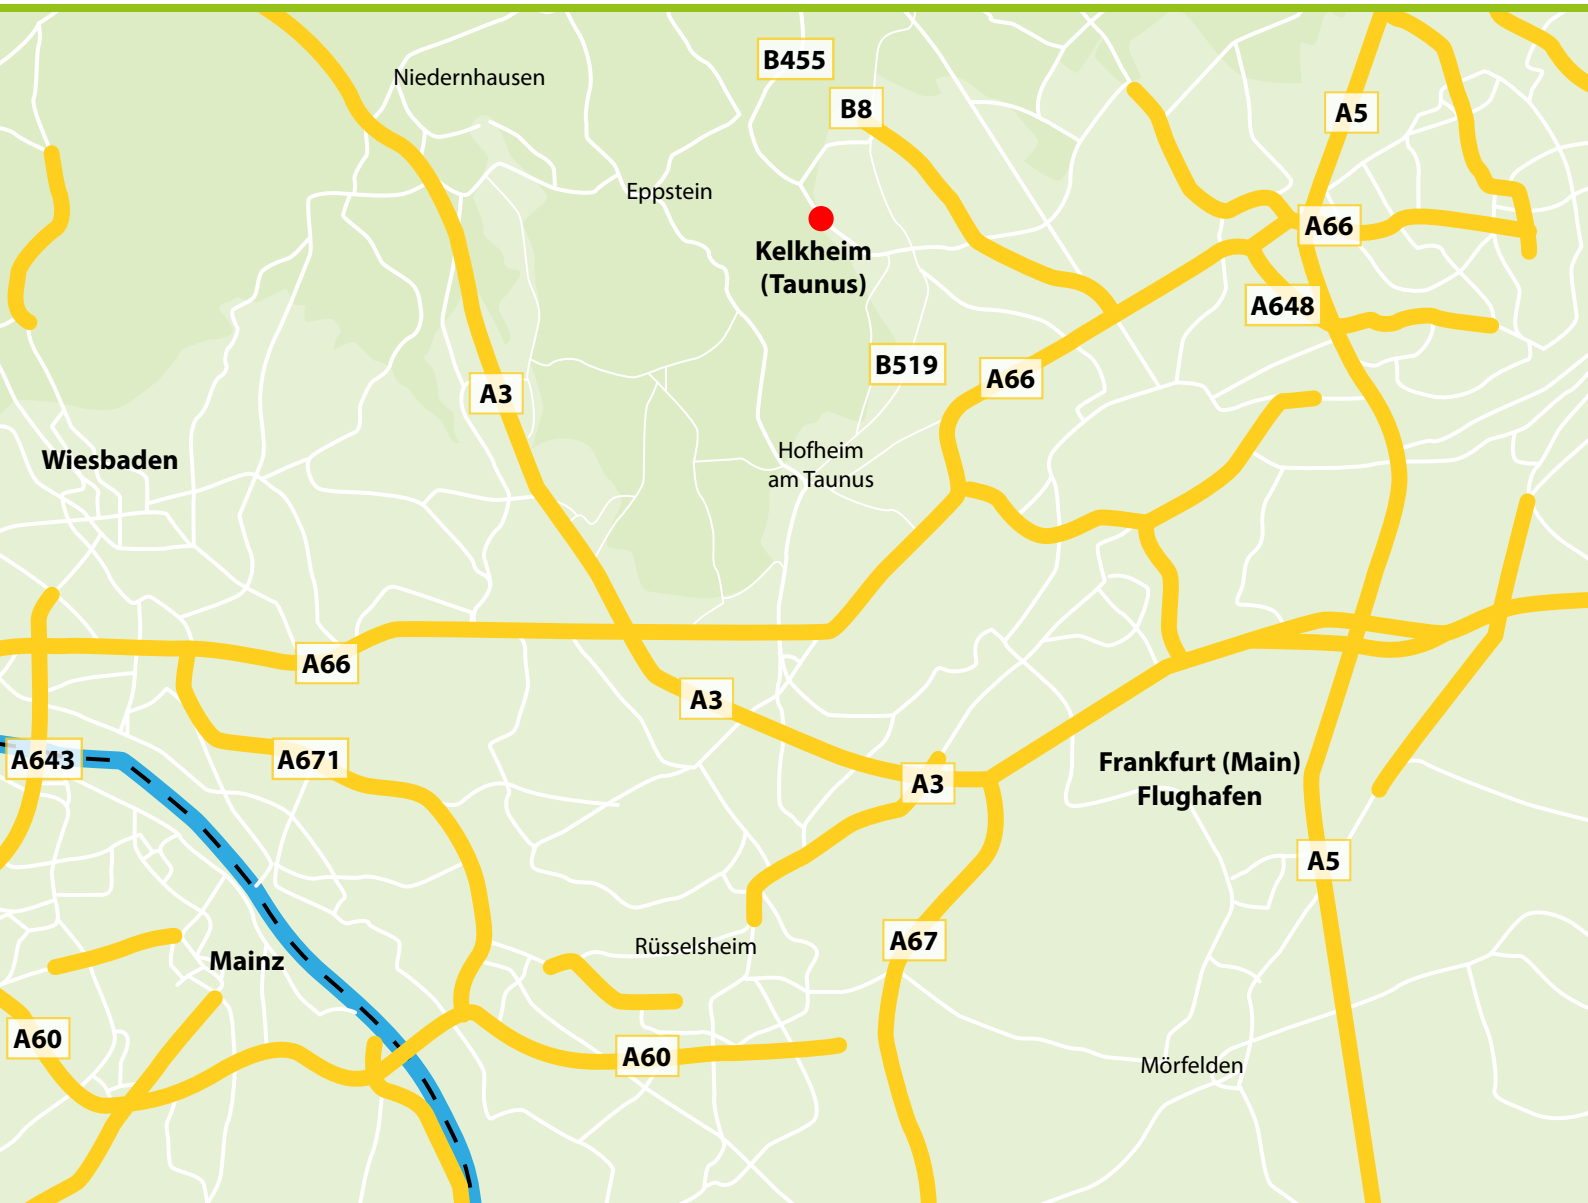 B455
Niedernhausen
B8
A5
Eppstein
A66
Kelkheim
(Taunus)
A648
B519
A66
A3
Hofheim
am Taunus
Wiesbaden
A66
A3
A643
A671
A3
Frankfurt (Main)
Flughafen
A5
A67
Rüsselsheim
Mainz
A60
A60
Mörfelden